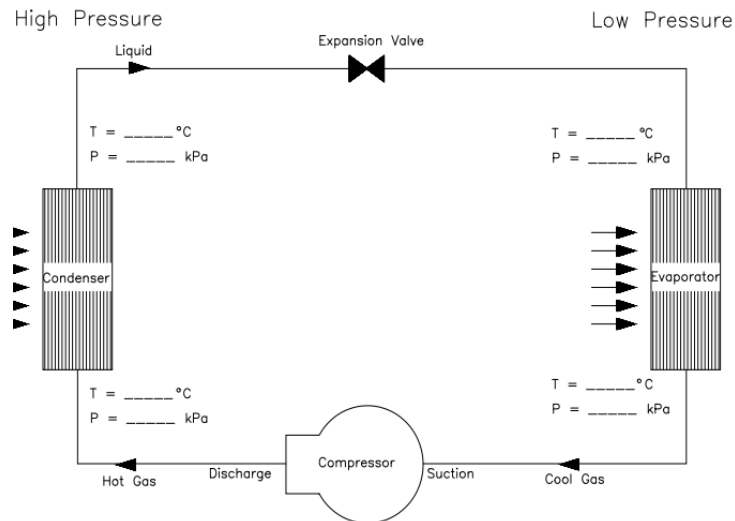 High Pressure
Low Pressure
Expansion Valve
Liquid
T = _____°C
P = _____ kPa
T = _____°C
P = _____ kPa
Condenser
Evaporator
T = _____°C
P = _____ kPa
T = _____°C
P = _____ kPa
Compressor
Discharge
Suction
Hot Gas
Cool Gas